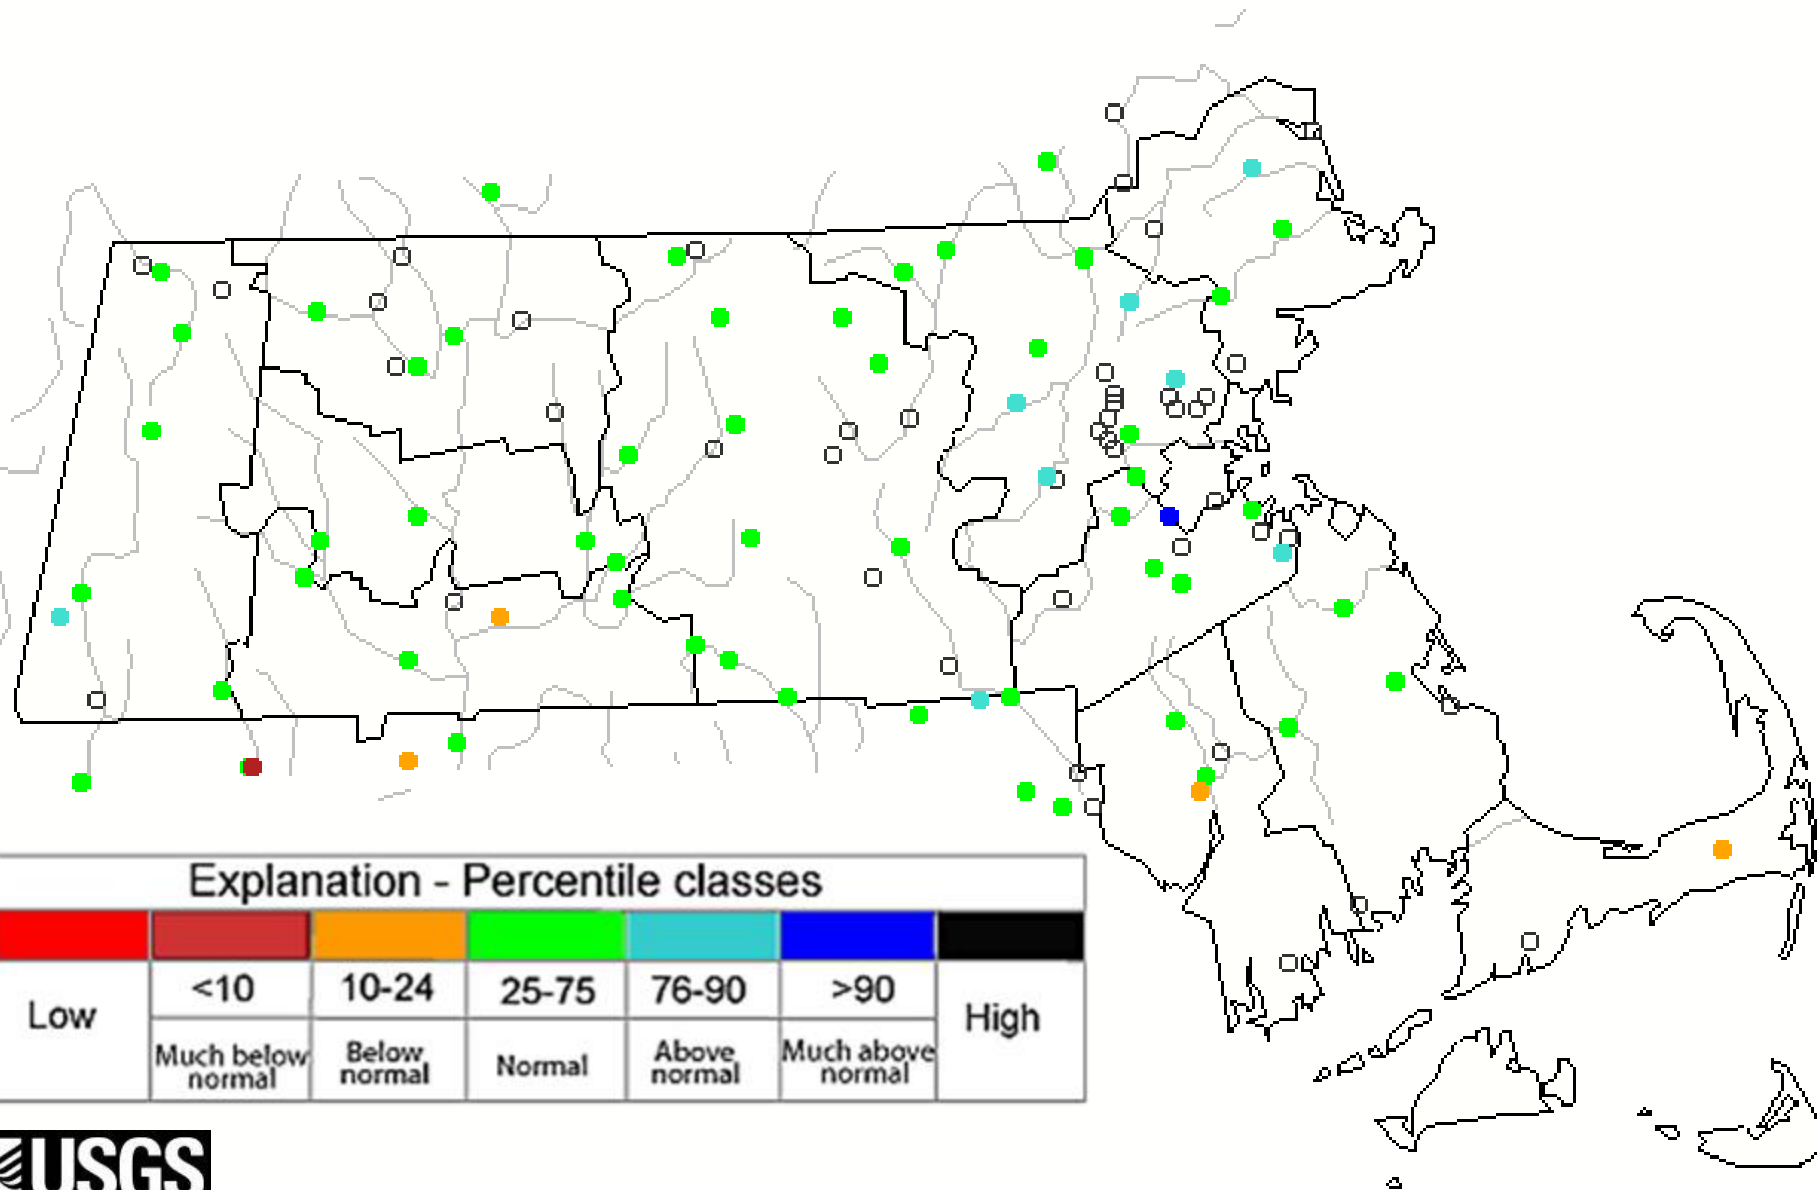 Explanation - Percentile classes
<10 10-24 25-75 76-90 >90
Low High
Much below normal
Below normal
Normal
Above normal
Much above normal
USGS